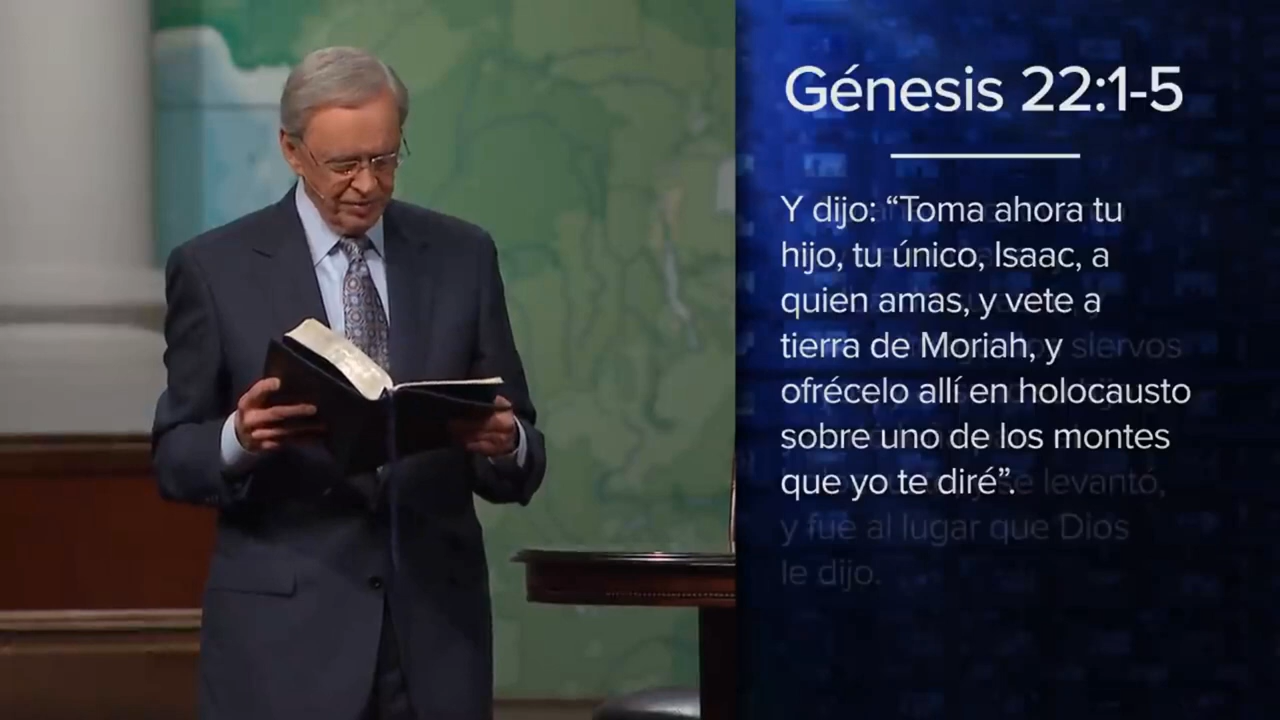 Génesis 22:1-5
Y dijo: “Toma ahora tu
hijo, tu único, Isaac, a
quien amas, y vete a
tierra de Moriah, y
ofrécelo allí en holocausto
sobre uno de los montes
que yo te diré”.
siervos
se levantó,
y fue al lugar que Dios
le dijo.